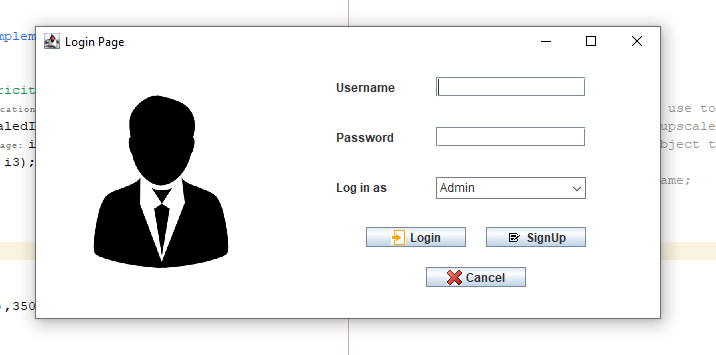 Login Page
Username
Password
Log in as
Admin
Login
SignUp
Cancel
mplem
ricit
cation
use to
aledI
upscale
age: i
bject t
i3);
ame;
,350